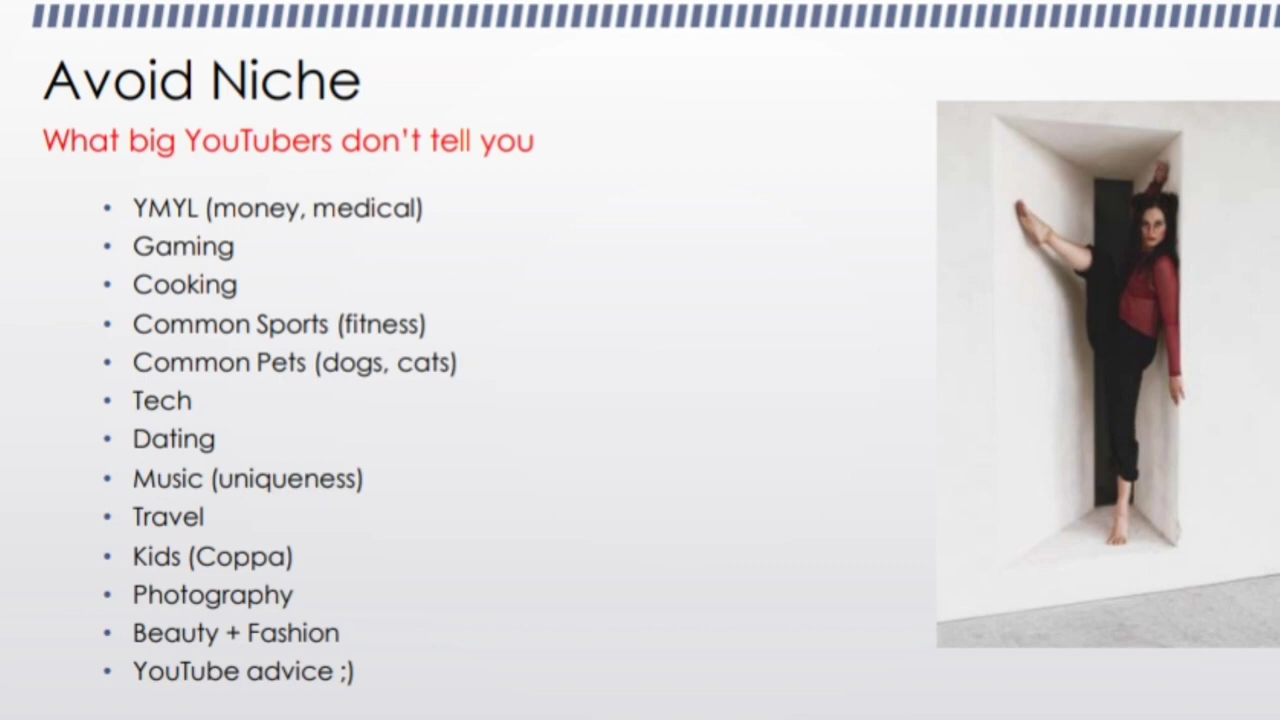 Avoid Niche
What big YouTubers don't tell you
• YMYL (money, medical)
• Gaming
• Cooking
• Common Sports (fitness)
• Common Pets (dogs, cats)
• Tech
• Dating
• Music (uniqueness)
• Travel
• Kids (Coppa)
• Photography
• Beauty + Fashion
• YouTube advice ;)